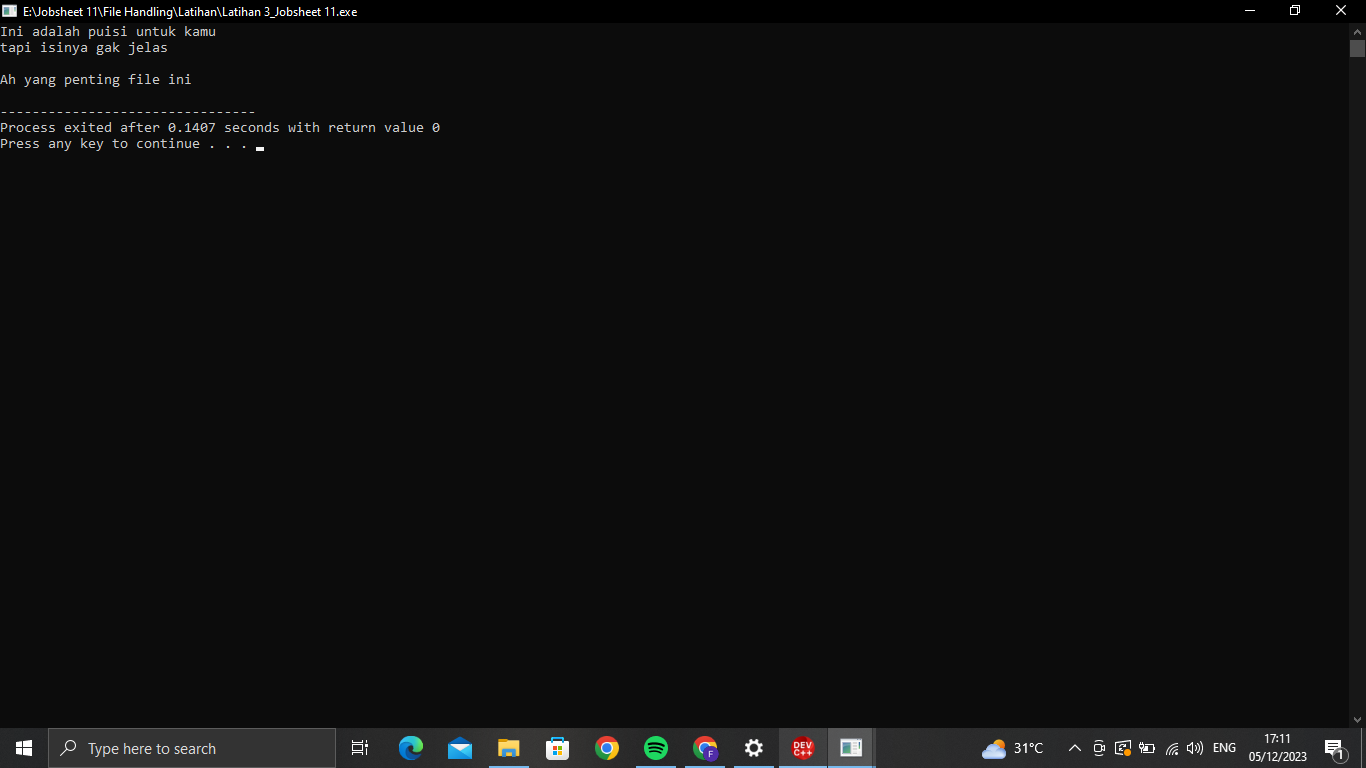 E:\Jobsheet 11\File Handling\Latihan\Latihan 3_Jobsheet 11.exe
Ini adalah puisi untuk kamu
tapi isinya gak jelas
Ah yang penting file ini
--------------------------------
Process exited after 0.1407 seconds with return value 0
Press any key to continue . . .
Type here to search
DEV
C++
F
31°C
ENG
17:11
05/12/2023
1